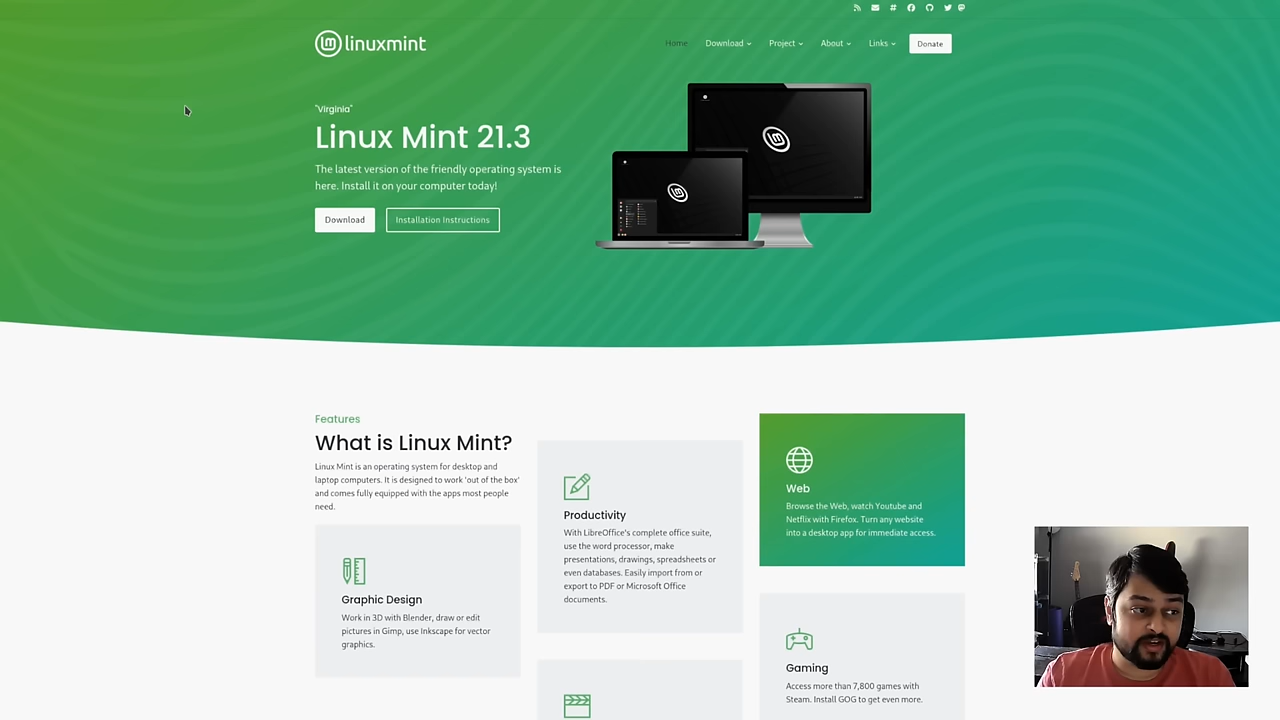 linuxmint
Home
Download
Project
About
Links
Donate
"Virginia"
Linux Mint 21.3
The latest version of the friendly operating system is
here. Install it on your computer today!
Download
Installation Instructions
Features
What is Linux Mint?
Linux Mint is an operating system for desktop and
laptop computers. It is designed to work 'out of the box'
and comes fully equipped with the apps most people
need.
Graphic Design
Work in 3D with Blender, draw or edit
pictures in Gimp, use Inkscape for vector
graphics.
Productivity
With LibreOffice's complete office suite,
use the word processor, make
presentations, drawings, spreadsheets or
even databases. Easily import from or
export to PDF or Microsoft Office
documents.
Web
Browse the Web, watch Youtube and
Netflix with Firefox. Turn any website
into a desktop app for immediate access.
Gaming
Access more than 7,800 games with
Steam. Install GOG to get even more.